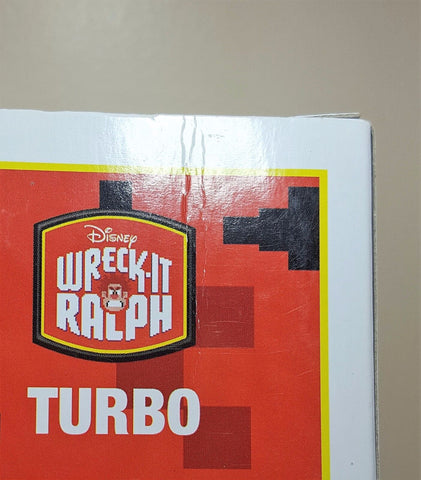 Disney
WRECK-IT
RALPH
TURBO